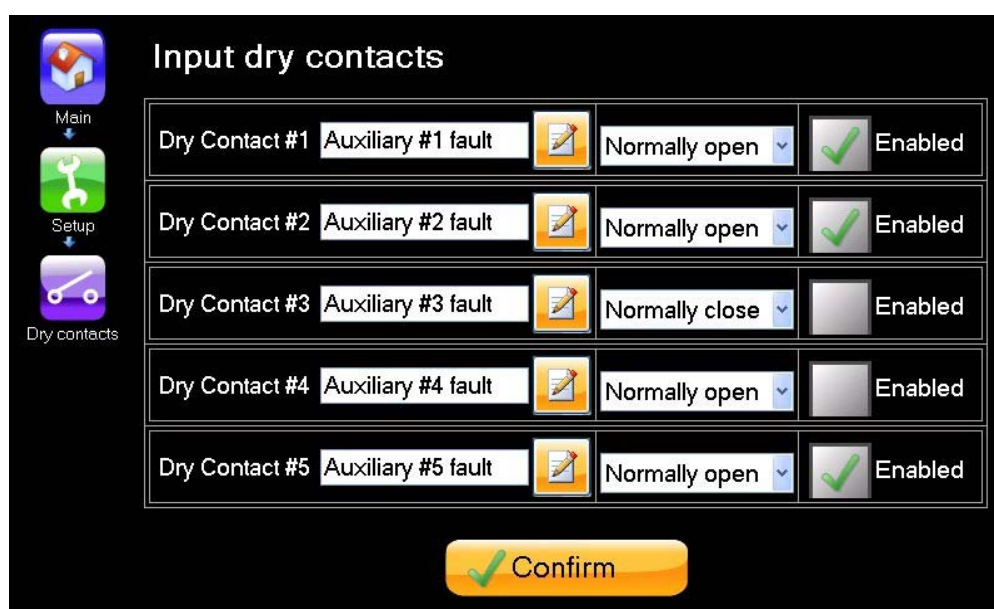 Input dry contacts
Main
Setup
Dry contacts
Dry Contact #1 Auxiliary #1 fault Normally open Enabled
Dry Contact #2 Auxiliary #2 fault Normally open Enabled
Dry Contact #3 Auxiliary #3 fault Normally close Enabled
Dry Contact #4 Auxiliary #4 fault Normally open Enabled
Dry Contact #5 Auxiliary #5 fault Normally open Enabled
Confirm